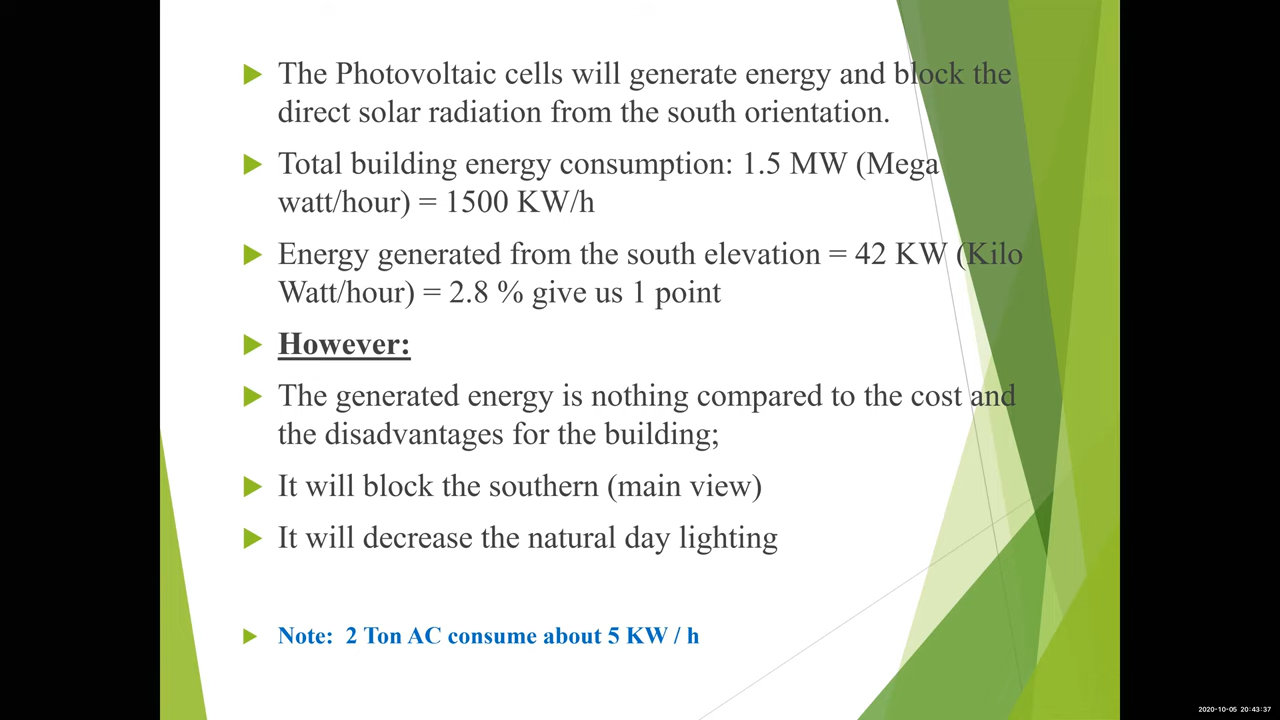 The Photovoltaic cells will generate energy and block the
direct solar radiation from the south orientation.
Total building energy consumption: 1.5 MW (Mega
watt/hour) = 1500 KW/h
Energy generated from the south elevation = 42 KW (Kilo
Watt/hour) = 2.8 % give us 1 point
However:
The generated energy is nothing compared to the cost and
the disadvantages for the building;
It will block the southern (main view)
It will decrease the natural day lighting
Note: 2 Ton AC consume about 5 KW / h
2020-10-05 20:43:37